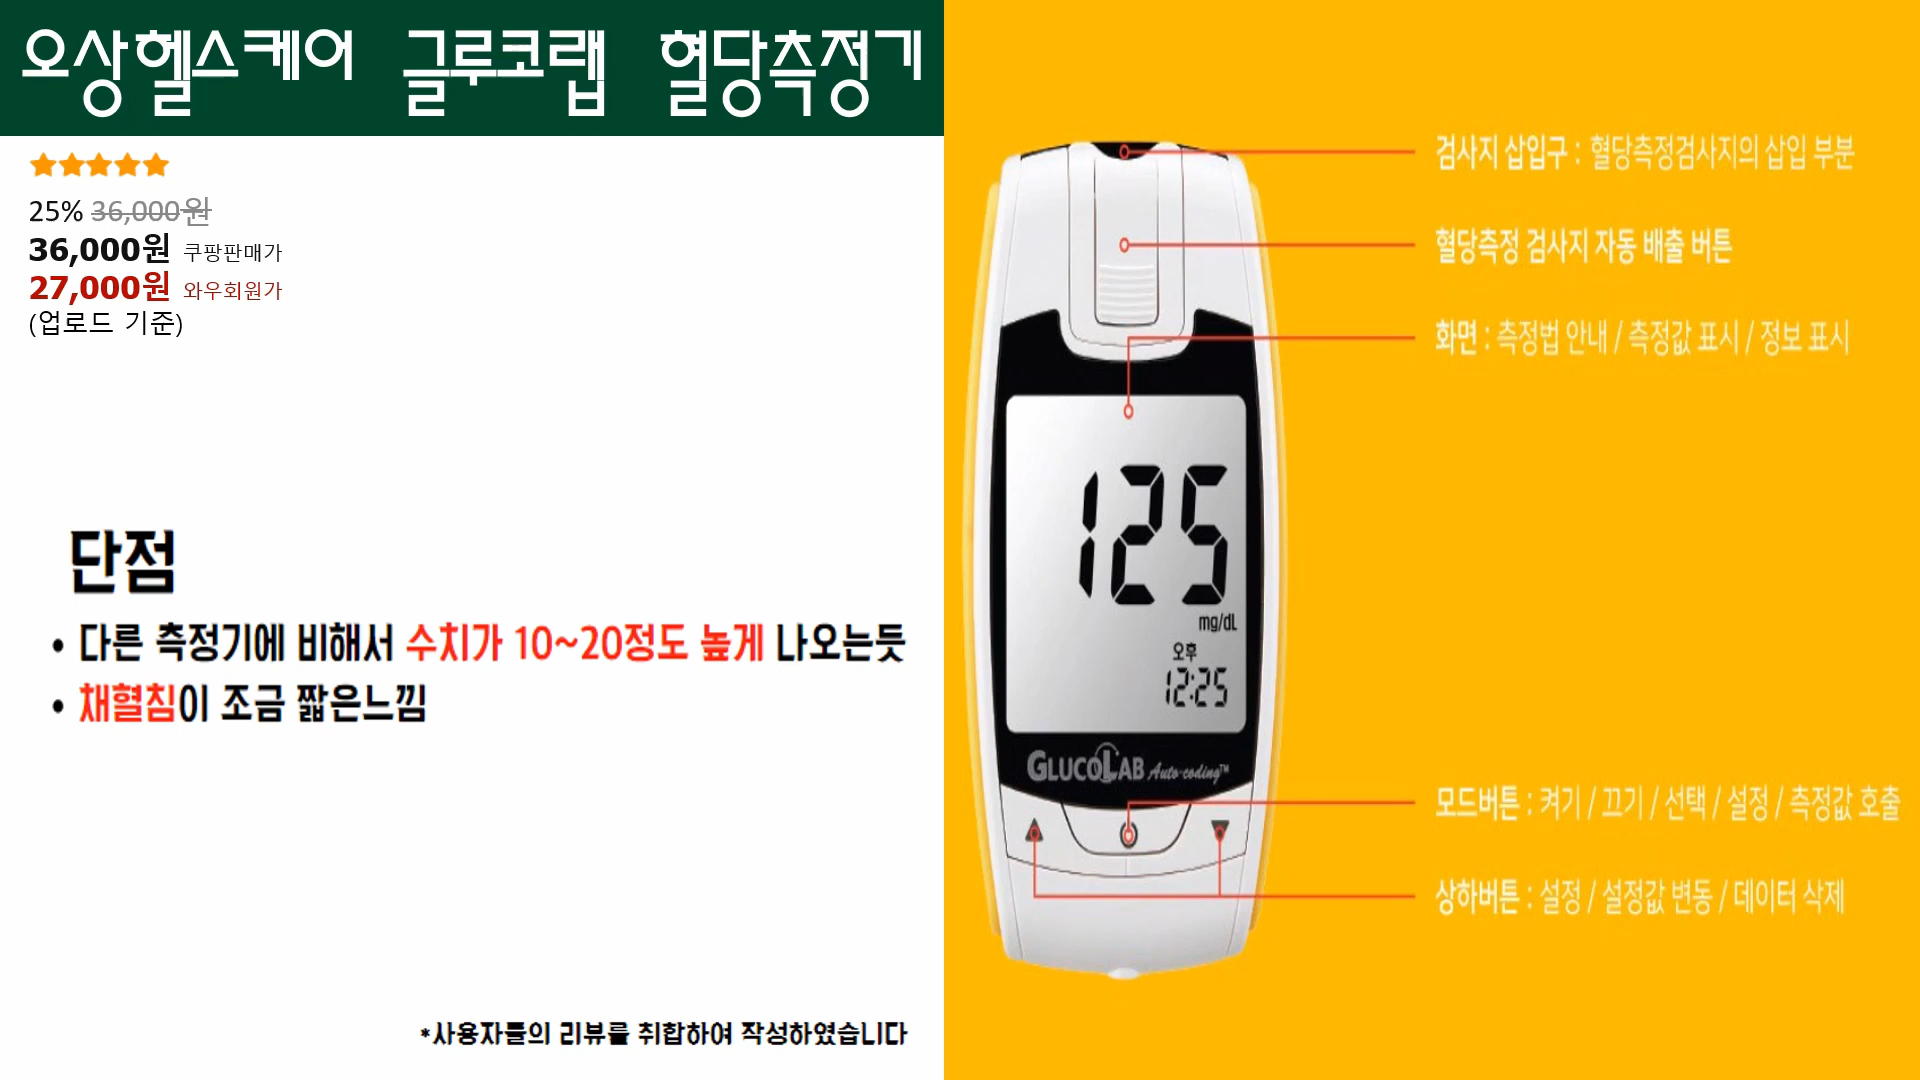 오상헬스케어 글루코랩 혈당측정기
25% 36,000원
36,000원 쿠팡판매가
27,000원 와우회원가
(업로드 기준)
단점
• 다른 측정기에 비해서 수치가 10~20정도 높게 나오는듯
• 채혈침이 조금 짧은느낌
*사용자들의 리뷰를 취합하여 작성하였습니다
검사지 삽입구 : 혈당측정검사지의 삽입 부분
혈당측정 검사지 자동 배출 버튼
화면 : 측정법 안내 / 측정값 표시 / 정보 표시
125
mg/dL
오후
12:25
GLUCOLAB Auto-coding™
모드버튼 : 켜기 / 끄기 / 선택 / 설정 / 측정값 호출
상하버튼 : 설정 / 설정값 변동 / 데이터 삭제